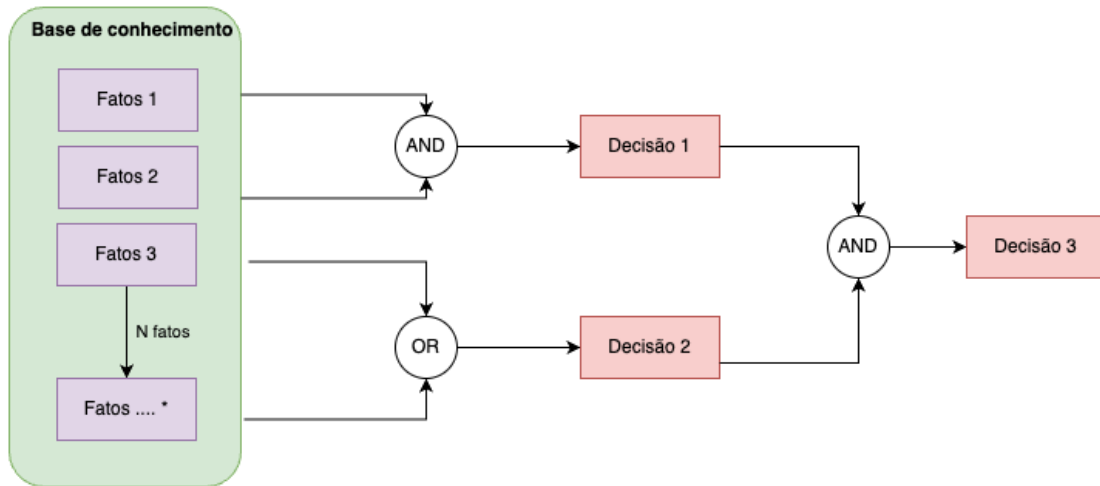 Base de conhecimento
Fatos 1
Fatos 2
Fatos 3
N fatos
Fatos .... *
AND
OR
Decisão 1
Decisão 2
AND
Decisão 3